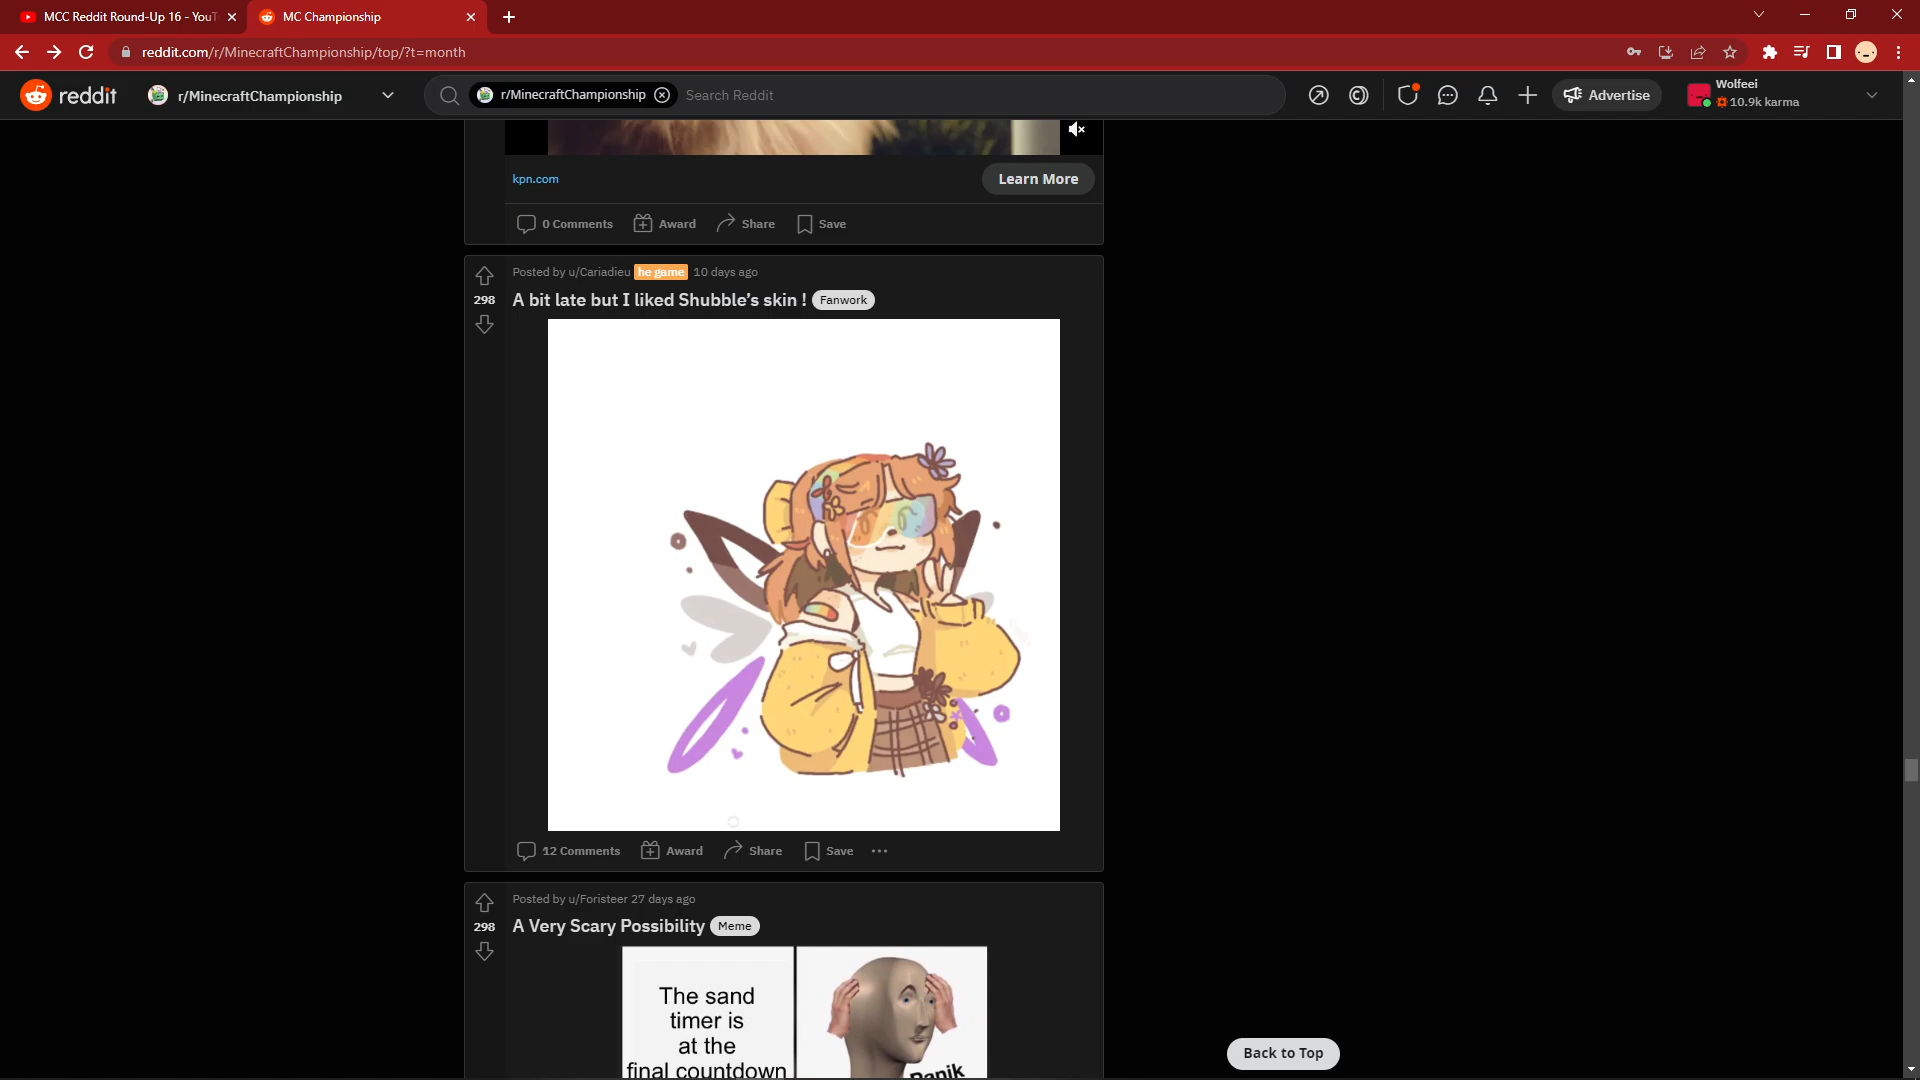 MCC Reddit Round-Up 16 - YouT
MC Championship
reddit.com/r/MinecraftChampionship/top/?t=month
reddit
r/MinecraftChampionship
r/MinecraftChampionship
Search Reddit
Advertise
Wolfeei
10.9k karma
kpn.com
Learn More
0 Comments
Award
Share
Save
Posted by u/Cariadieu he game 10 days ago
298
A bit late but I liked Shubble’s skin ! Fanwork
12 Comments
Award
Share
Save
Posted by u/Foristeer 27 days ago
298
A Very Scary Possibility Meme
The sand
timer is
at the
final countdown
Panik
Back to Top